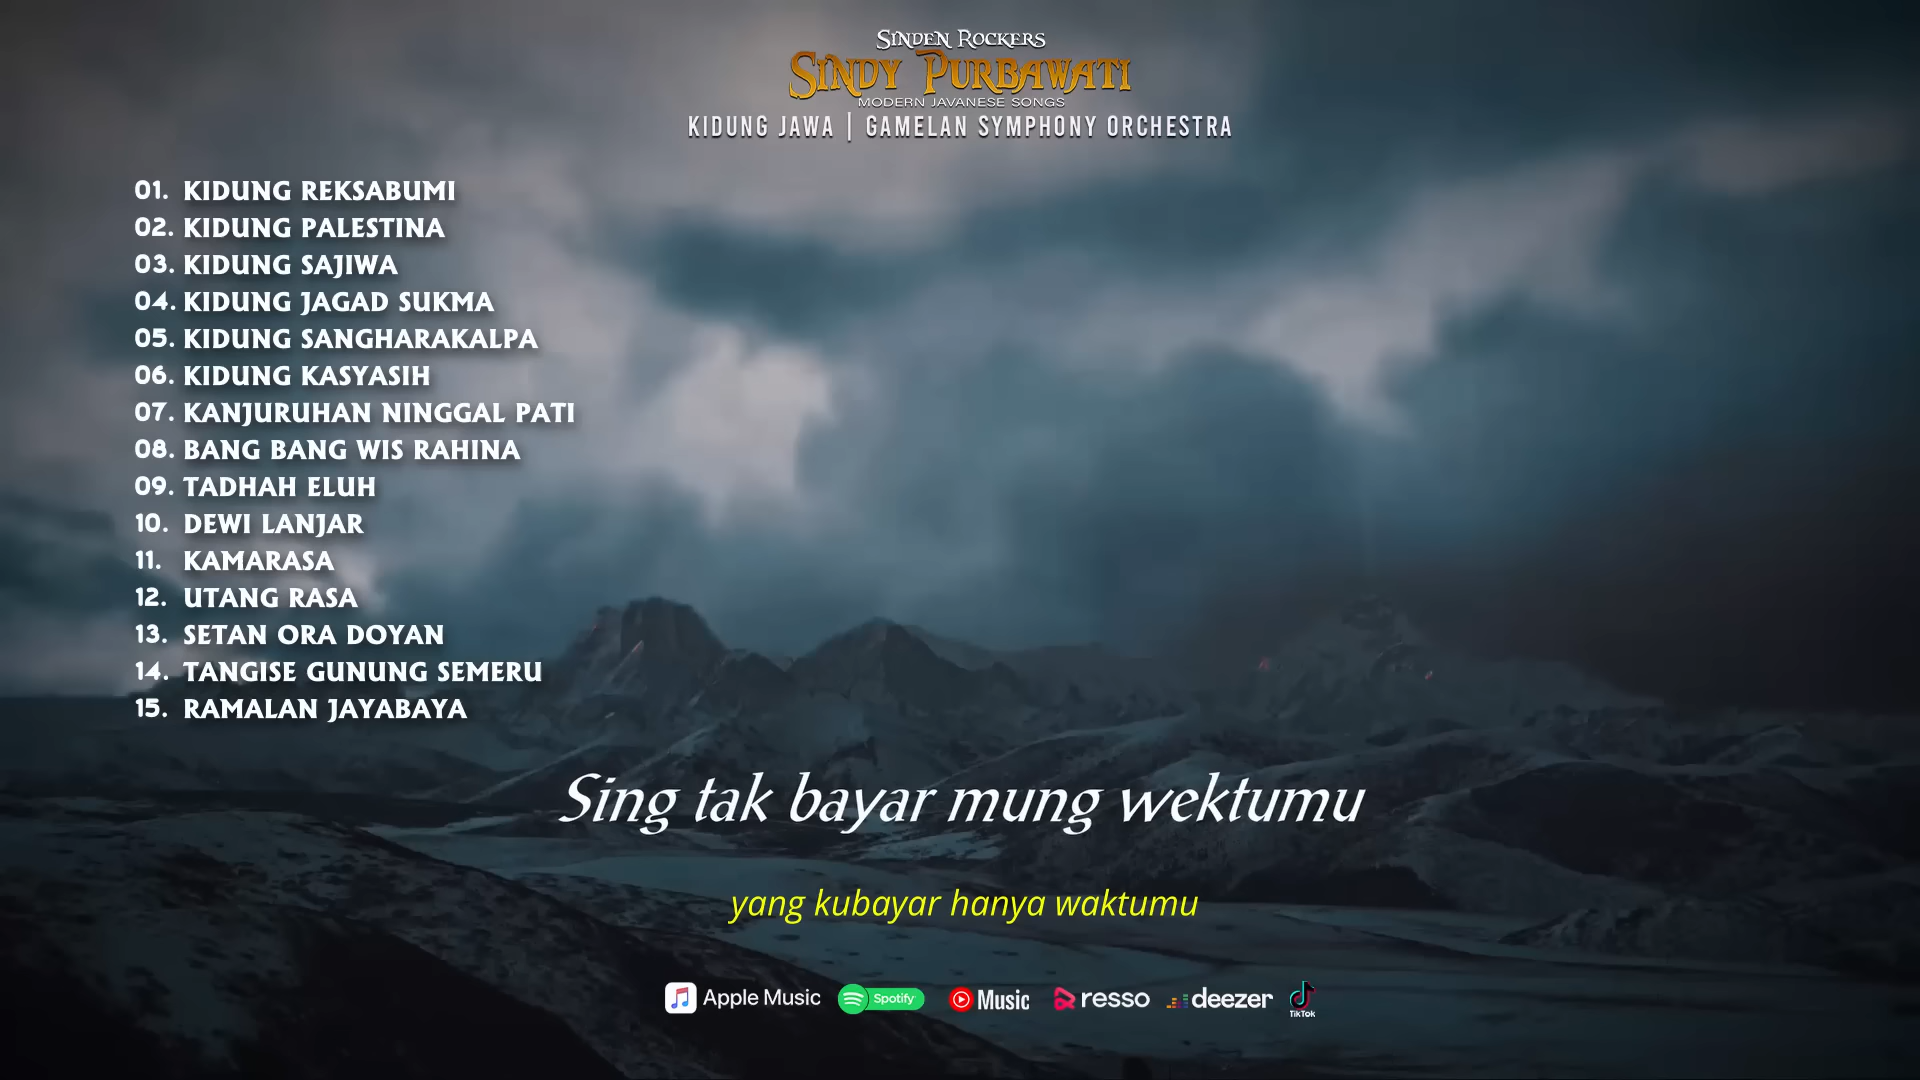 SINDEN ROCKERS
SINDY PURBAWATI
MODERN JAVANESE SONGS
KIDUNG JAWA | GAMELAN SYMPHONY ORCHESTRA
01. KIDUNG REKSABUMI
02. KIDUNG PALESTINA
03. KIDUNG SAJIWA
04. KIDUNG JAGAD SUKMA
05. KIDUNG SANGHARAKALPA
06. KIDUNG KASYASIH
07. KANJURUHAN NINGGAL PATI
08. BANG BANG WIS RAHINA
09. TADHAH ELUH
10. DEWI LANJAR
11. KAMARASA
12. UTANG RASA
13. SETAN ORA DOYAN
14. TANGISE GUNUNG SEMERU
15. RAMALAN JAYABAYA
Sing tak bayar mung wektumu
yang kubayar hanya waktumu
Apple Music Spotify Music resso deezer TikTok